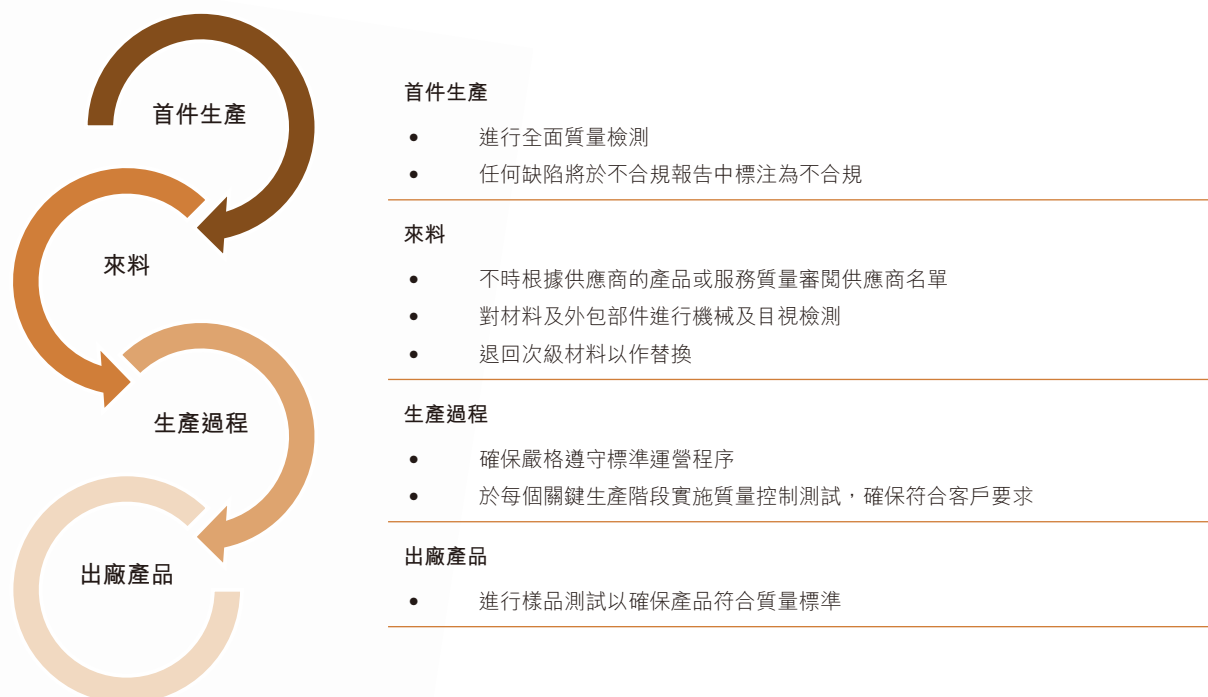 首件生產
來料
生產過程
出廠產品
首件生產
• 進行全面質量檢測
• 任何缺陷將於不合規報告中標注為不合規
來料
• 不時根據供應商的產品或服務質量審閱供應商名單
• 對材料及外包部件進行機械及目視檢測
• 退回次級材料以作替換
生產過程
• 確保嚴格遵守標準運營程序
• 於每個關鍵生產階段實施質量控制測試，確保符合客戶要求
出廠產品
• 進行樣品測試以確保產品符合質量標準